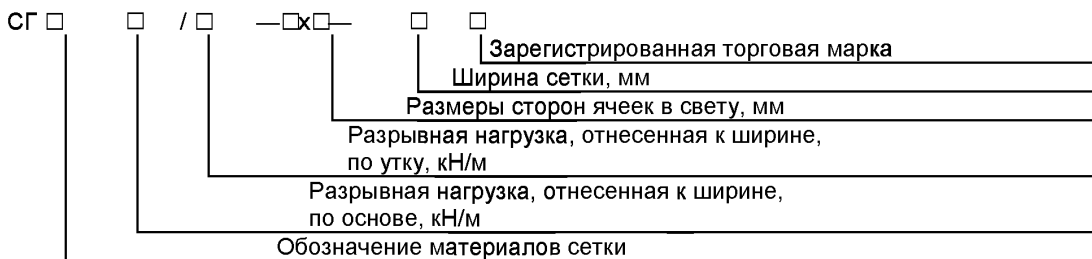 СГ □ □ / □ —□х□— □ □
Зарегистрированная торговая марка
Ширина сетки, мм
Размеры сторон ячеек в свету, мм
Разрывная нагрузка, отнесенная к ширине,
по утку, кН/м
Разрывная нагрузка, отнесенная к ширине,
по основе, кН/м
Обозначение материалов сетки